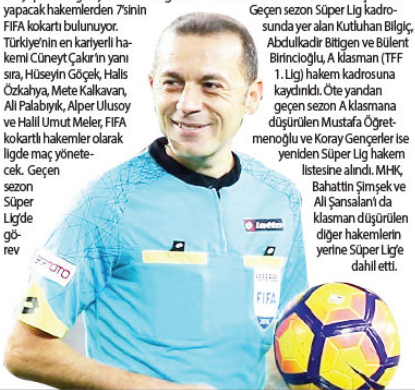 yapacak hakemlerden 7'sinin
FIFA kokartı bulunuyor.
Türkiye'nin en kariyerli ha-
kemi Cüneyt Çakır'ın yanı
sıra, Hüseyin Göçek, Halis
Özkahya, Mete Kalkavan,
Ali Palabıyık, Alper Ulusoy
ve Halil Umut Meler, FIFA
kokartlı hakemler olarak
ligde maç yönete-
cek. Geçen
sezon
Süper
Lig'de
gö-
rev
Geçen sezon Süper Lig kadro-
sunda yer alan Kutluhan Bilgiç,
Abdulkadir Bitigen ve Bülent
Birincioğlu, A klasman (TFF
1. Lig) hakem kadrosuna
kaydırıldı. Öte yandan
geçen sezon A klasmana
düşürülen Mustafa Öğret-
menoğlu ve Koray Gençerler ise
yeniden Süper Lig hakem
listesine alındı. MHK,
Bahattin Şimşek ve
Ali Şansalan'ı da
klasman düşürülen
diğer hakemlerin
yerine Süper Lig'e
dahil etti.
lotto
REFEREE
FIFA
TOTO